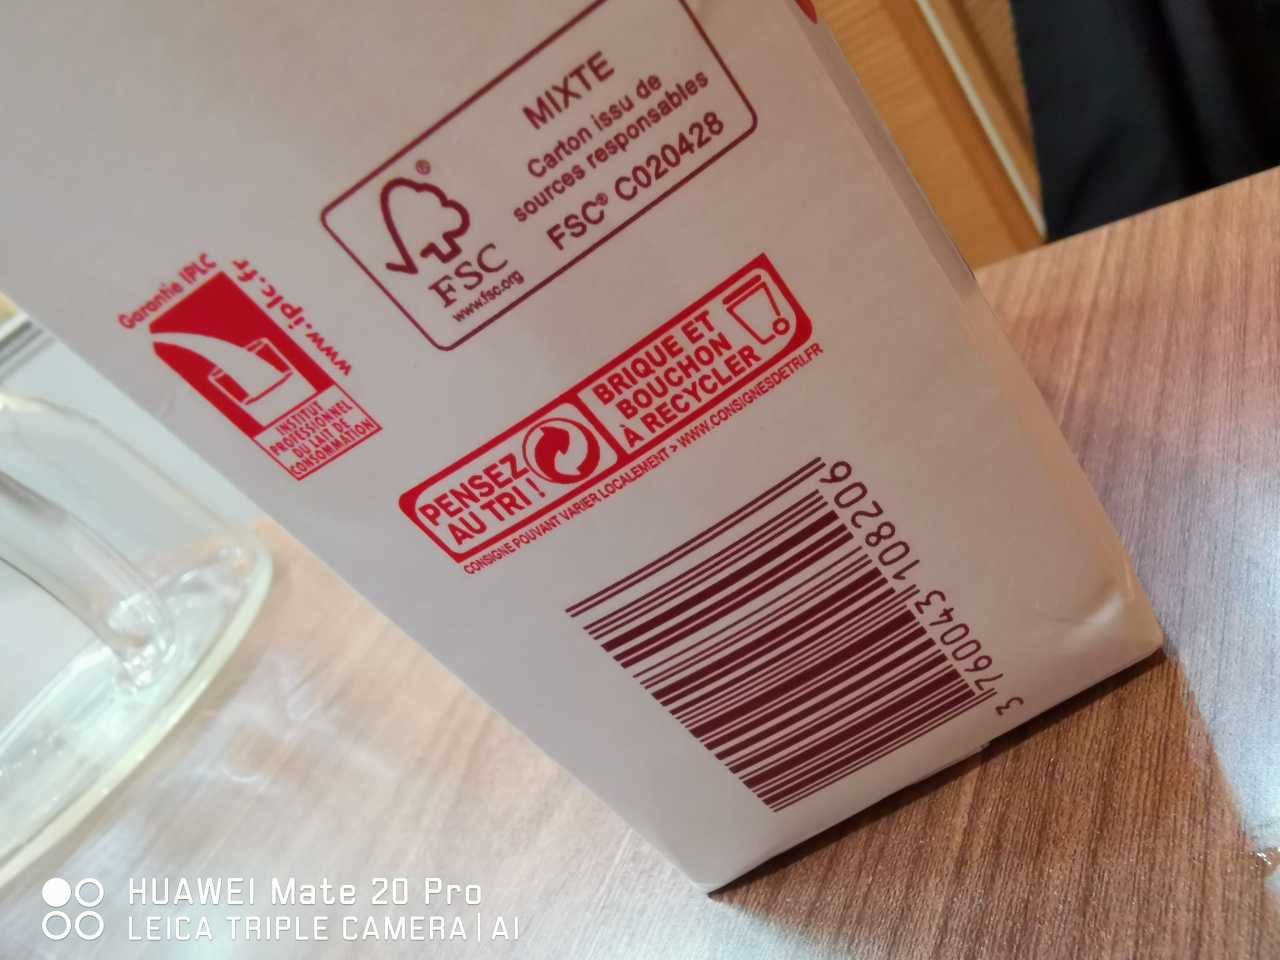 MIXTE
Carton issu de
sources responsables
FSC® C020428
®
FSC
www.fsc.org
Garantie IPLC
www.iplc.fr
INSTITUT
PROFESSIONNEL
DU LAIT DE
CONSOMMATION
PENSEZ
AU TRI !
BRIQUE ET
BOUCHON
À RECYCLER
CONSIGNE POUVANT VARIER LOCALEMENT > WWW.CONSIGNESDETRI.FR
3 760043 108206
HUAWEI Mate 20 Pro
LEICA TRIPLE CAMERA | AI